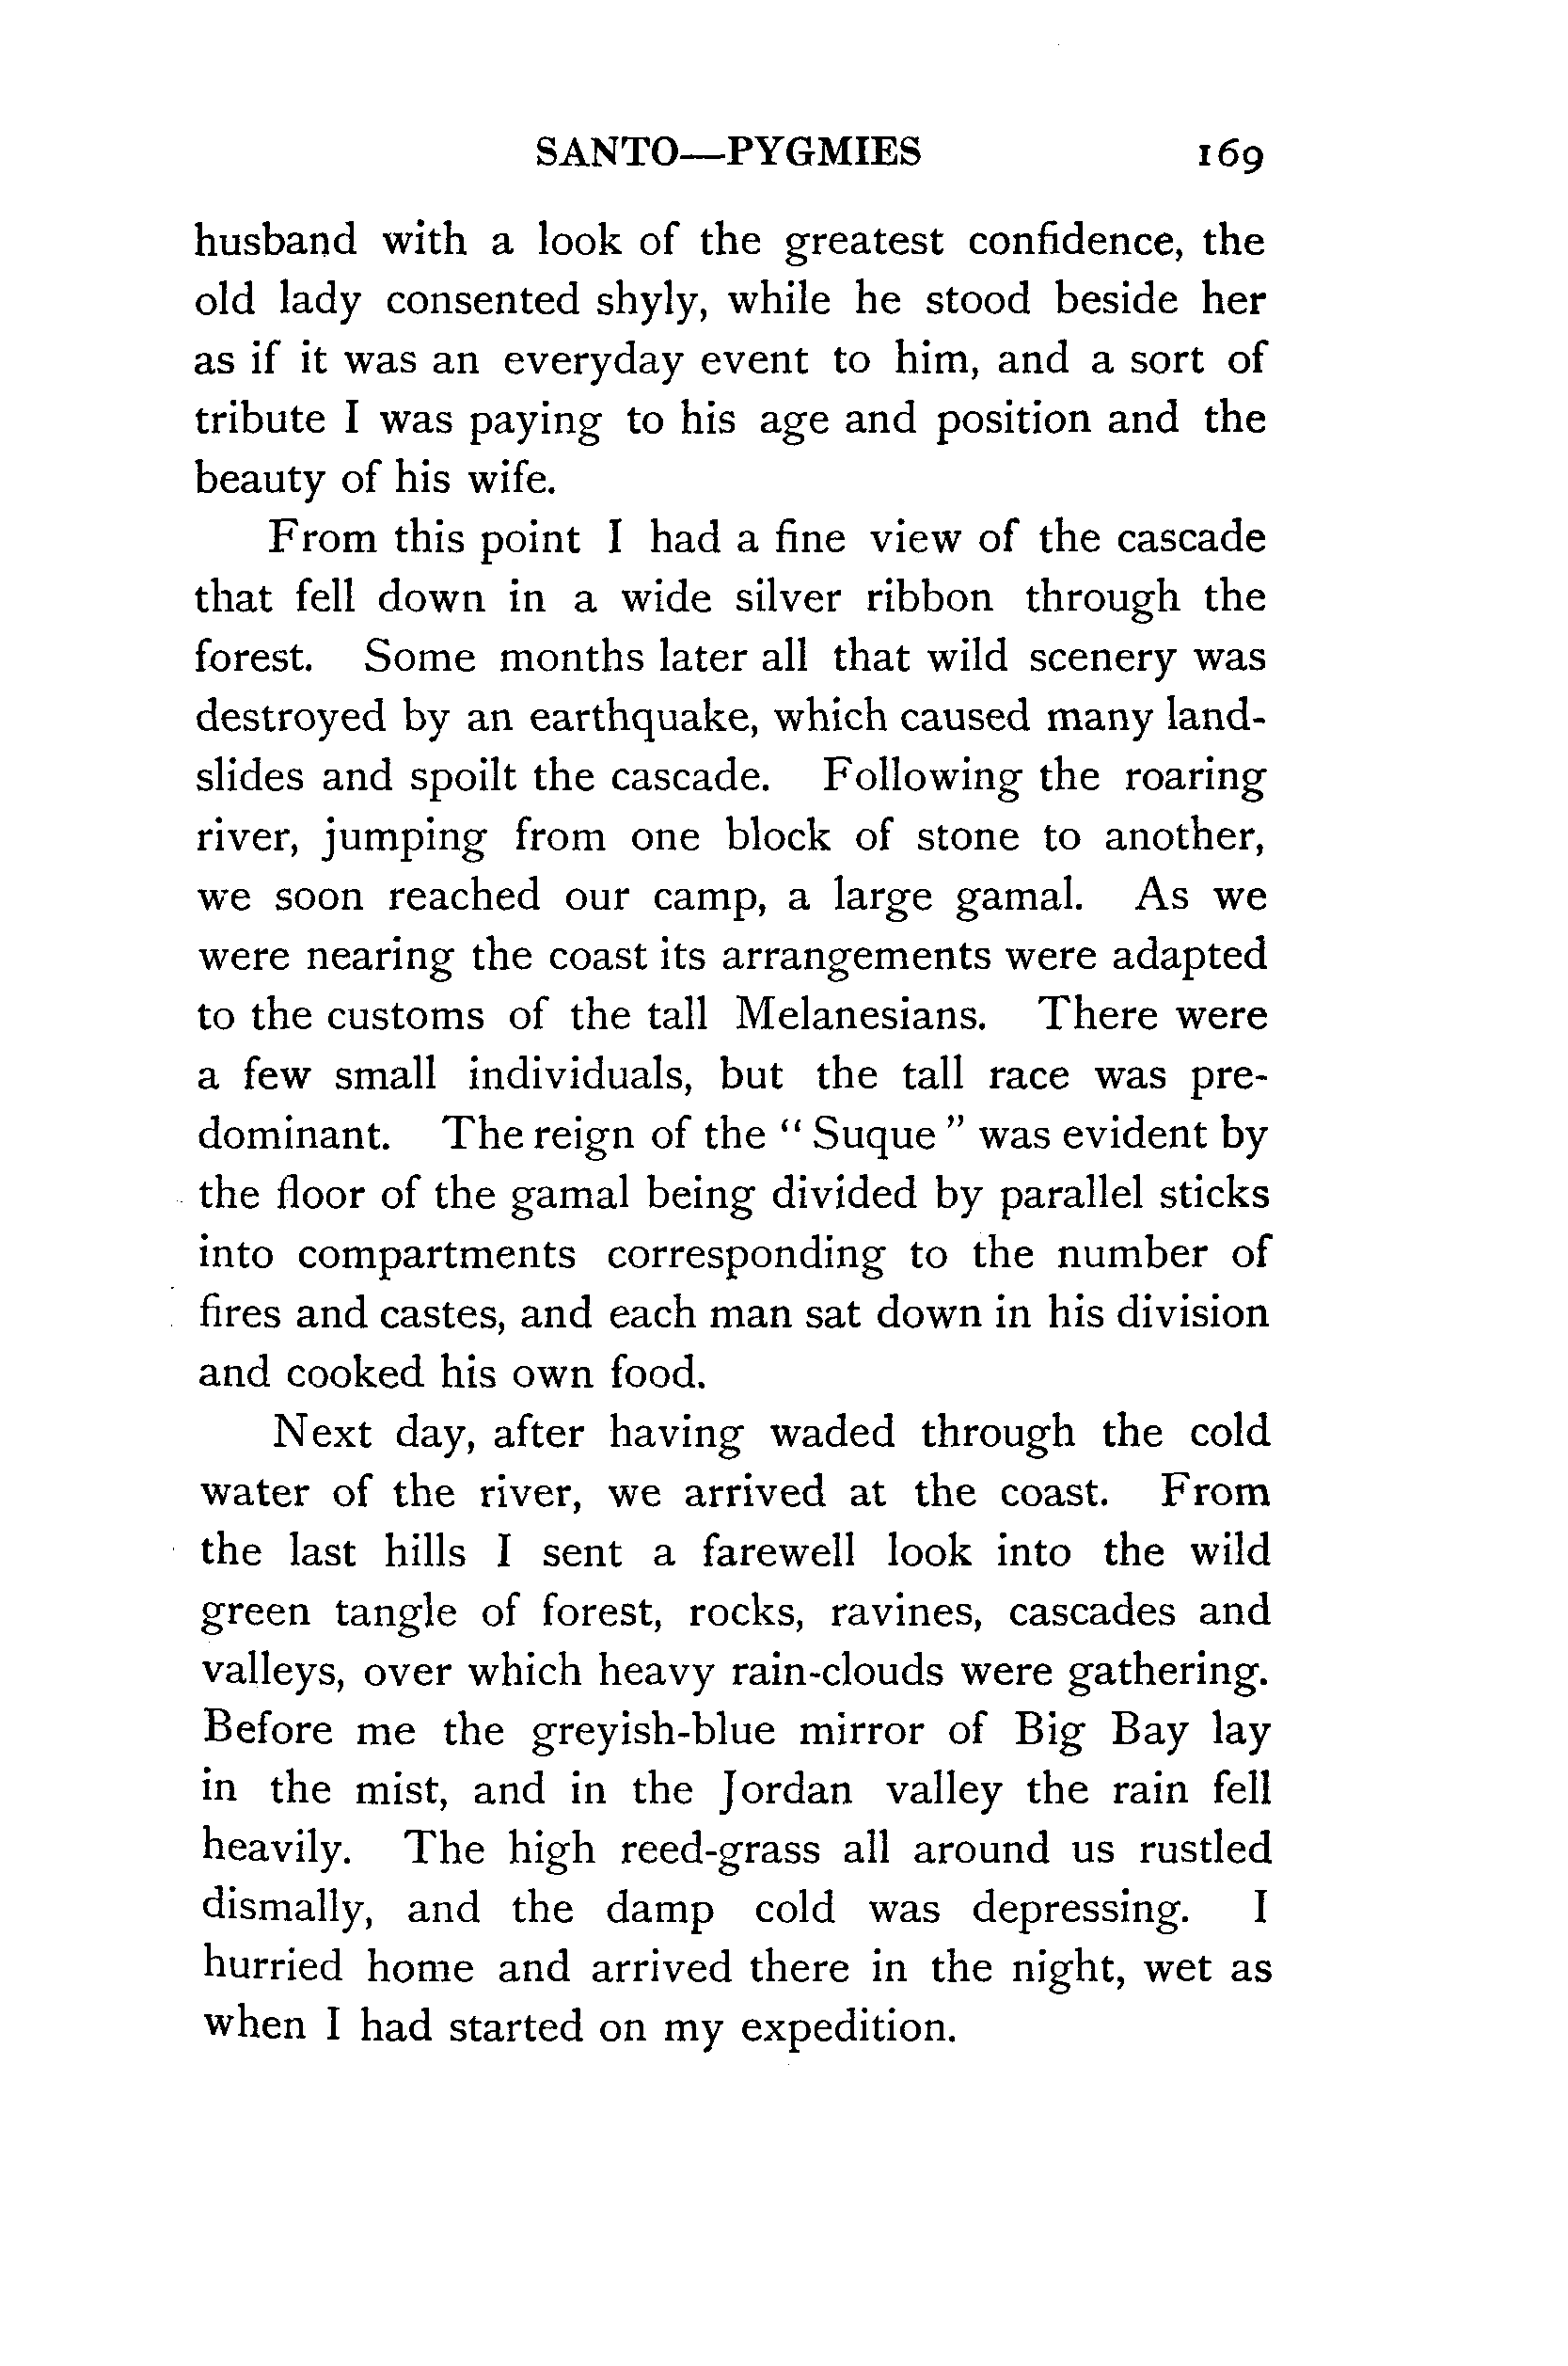 SANTO—PYGMIES 169
husband with a look of the greatest confidence, the
old lady consented shyly, while he stood beside her
as if it was an everyday event to him, and a sort of
tribute I was paying to his age and position and the
beauty of his wife.
From this point I had a fine view of the cascade
that fell down in a wide silver ribbon through the
forest. Some months later all that wild scenery was
destroyed by an earthquake, which caused many land-
slides and spoilt the cascade. Following the roaring
river, jumping from one block of stone to another,
we soon reached our camp, a large gamal. As we
were nearing the coast its arrangements were adapted
to the customs of the tall Melanesians. There were
a few small individuals, but the tall race was pre-
dominant. The reign of the “ Suque ” was evident by
the floor of the gamal being divided by parallel sticks
into compartments corresponding to the number of
fires and castes, and each man sat down in his division
and cooked his own food.
Next day, after having waded through the cold
water of the river, we arrived at the coast. From
the last hills I sent a farewell look into the wild
green tangle of forest, rocks, ravines, cascades and
valleys, over which heavy rain-clouds were gathering.
Before me the greyish-blue mirror of Big Bay lay
in the mist, and in the Jordan valley the rain fell
heavily. The high reed-grass all around us rustled
dismally, and the damp cold was depressing. I
hurried home and arrived there in the night, wet as
when I had started on my expedition.